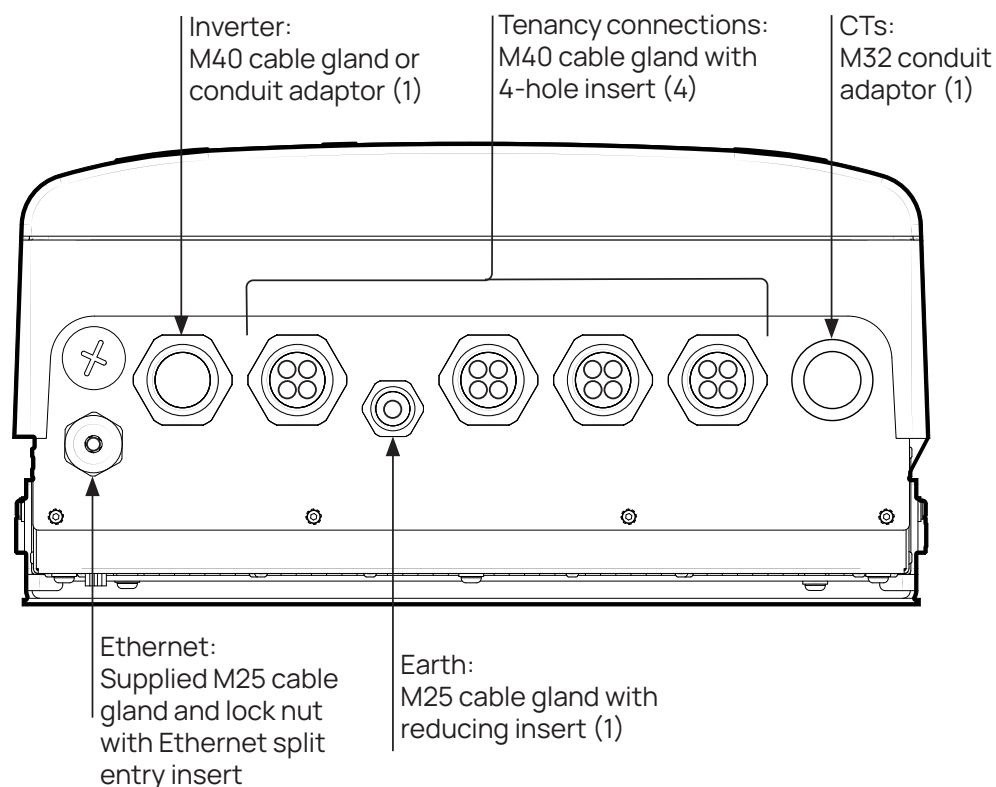 Inverter:
M40 cable gland or
conduit adaptor (1)
Tenancy connections:
M40 cable gland with
4-hole insert (4)
CTs:
M32 conduit
adaptor (1)
Ethernet:
Supplied M25 cable
gland and lock nut
with Ethernet split
entry insert
Earth:
M25 cable gland with
reducing insert (1)